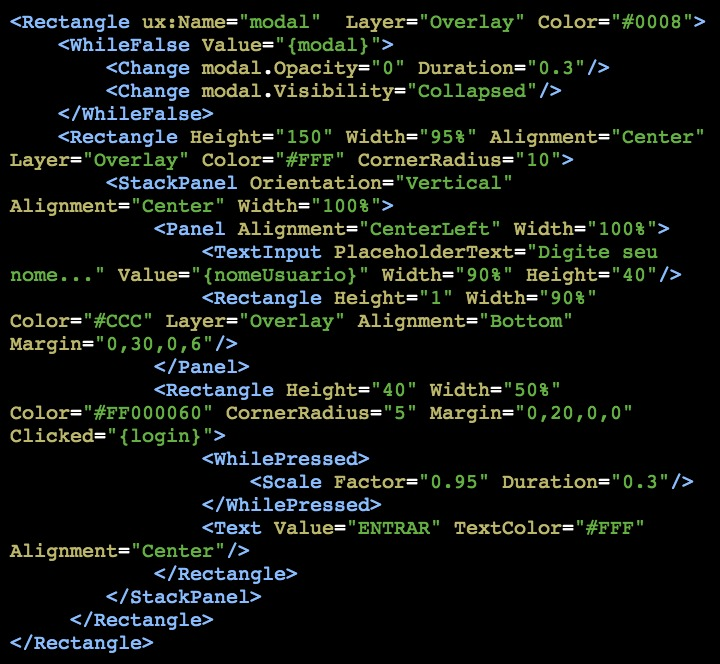 <Rectangle ux:Name="modal"  Layer="Overlay" Color="#0008">
    <WhileFalse Value="{modal}">
        <Change modal.Opacity="0" Duration="0.3"/>
        <Change modal.Visibility="Collapsed"/>
    </WhileFalse>
    <Rectangle Height="150" Width="95%" Alignment="Center"
Layer="Overlay" Color="#FFF" CornerRadius="10">
        <StackPanel Orientation="Vertical"
Alignment="Center" Width="100%">
            <Panel Alignment="CenterLeft" Width="100%">
                <TextInput PlaceholderText="Digite seu
nome..." Value="{nomeUsuario}" Width="90%" Height="40"/>
                <Rectangle Height="1" Width="90%"
Color="#CCC" Layer="Overlay" Alignment="Bottom"
Margin="0,30,0,6"/>
            </Panel>
            <Rectangle Height="40" Width="50%"
Color="#FF000060" CornerRadius="5" Margin="0,20,0,0"
Clicked="{login}">
                <WhilePressed>
                    <Scale Factor="0.95" Duration="0.3"/>
                </WhilePressed>
                <Text Value="ENTRAR" TextColor="#FFF"
Alignment="Center"/>
            </Rectangle>
        </StackPanel>
     </Rectangle>
</Rectangle>